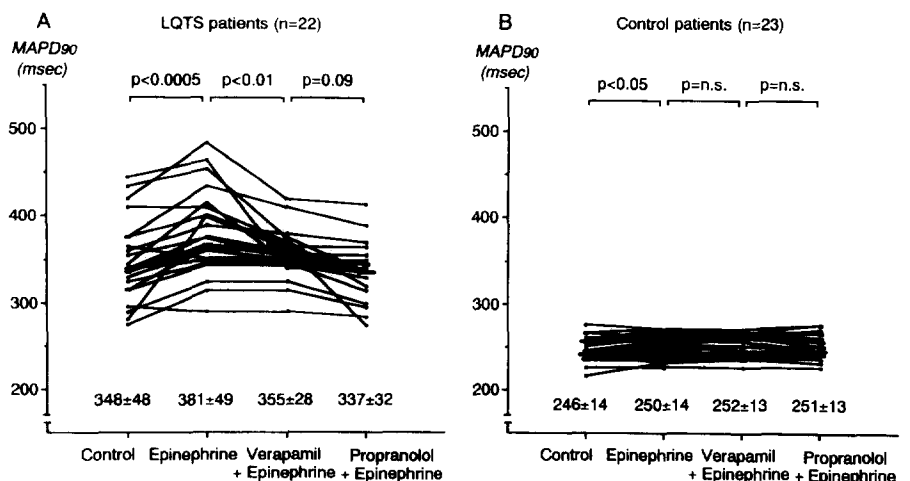 A
LQTS patients (n=22)
MAPD90
(msec)
p<0.0005
p<0.01
p=0.09
500
400
300
200
348±48
381±49
355±28
337±32
Control
Epinephrine
Verapamil
+ Epinephrine
Propranolol
+ Epinephrine
B
Control patients (n=23)
MAPD90
(msec)
p<0.05
p=n.s.
p=n.s.
500
400
300
200
246±14
250±14
252±13
251±13
Control
Epinephrine
Verapamil
+ Epinephrine
Propranolol
+ Epinephrine